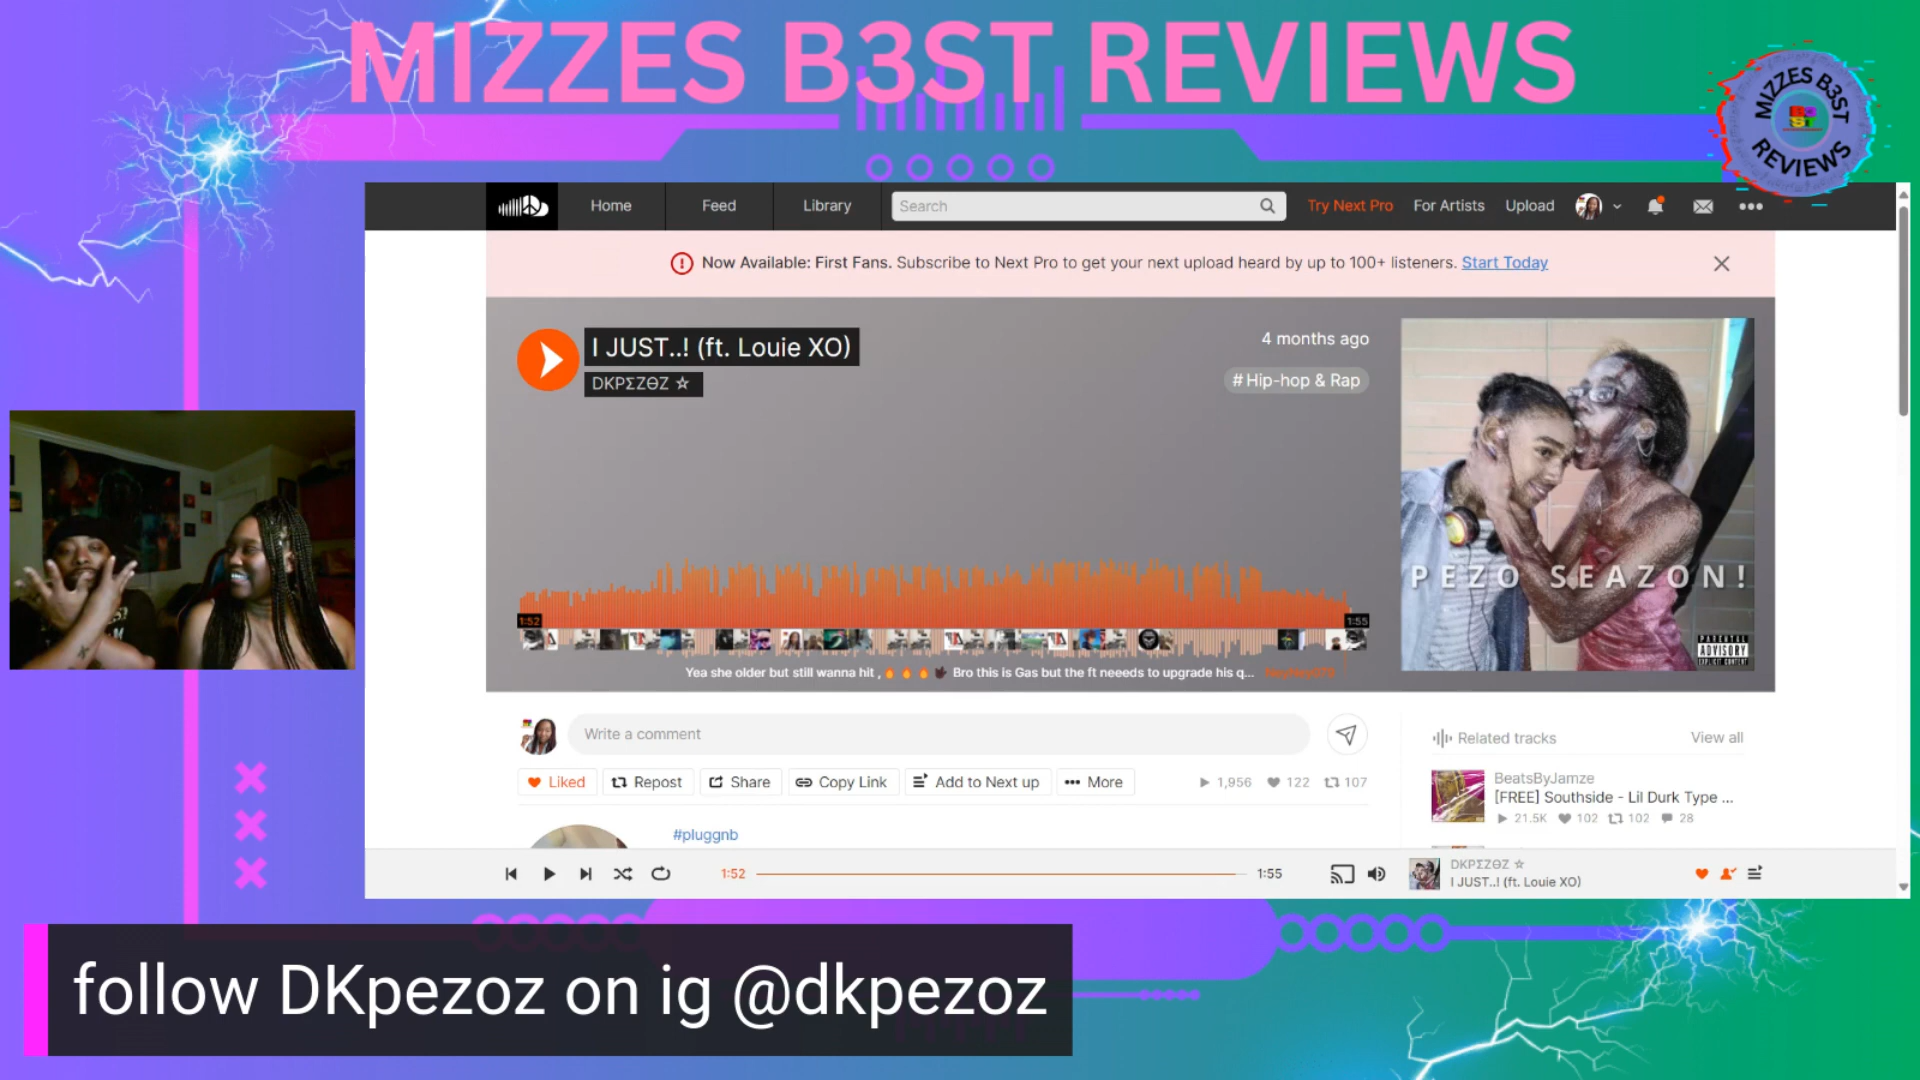 MIZZES B3ST REVIEWS
MIZZES B3ST
B3
ST
REVIEWS
Home
Feed
Library
Search
Try Next Pro
For Artists
Upload
Now Available: First Fans. Subscribe to Next Pro to get your next upload heard by up to 100+ listeners. Start Today
I JUST..! (ft. Louie XO)
DKPΣZѲZ ☆
4 months ago
# Hip-hop & Rap
PEZO SEAZON!
PARENTAL
ADVISORY
EXPLICIT CONTENT
1:52
1:55
Yea she older but still wanna hit , 🔥 🔥 🔥 Bro this is Gas but the ft neeeds to upgrade his q...
Write a comment
Liked
Repost
Share
Copy Link
Add to Next up
More
1,956
122
107
Related tracks
View all
BeatsByJamze
[FREE] Southside - Lil Durk Type ...
21.5K
102
102
28
#pluggnb
1:52
1:55
DKPΣZѲZ ☆
I JUST..! (ft. Louie XO)
follow DKpezoz on ig @dkpezoz